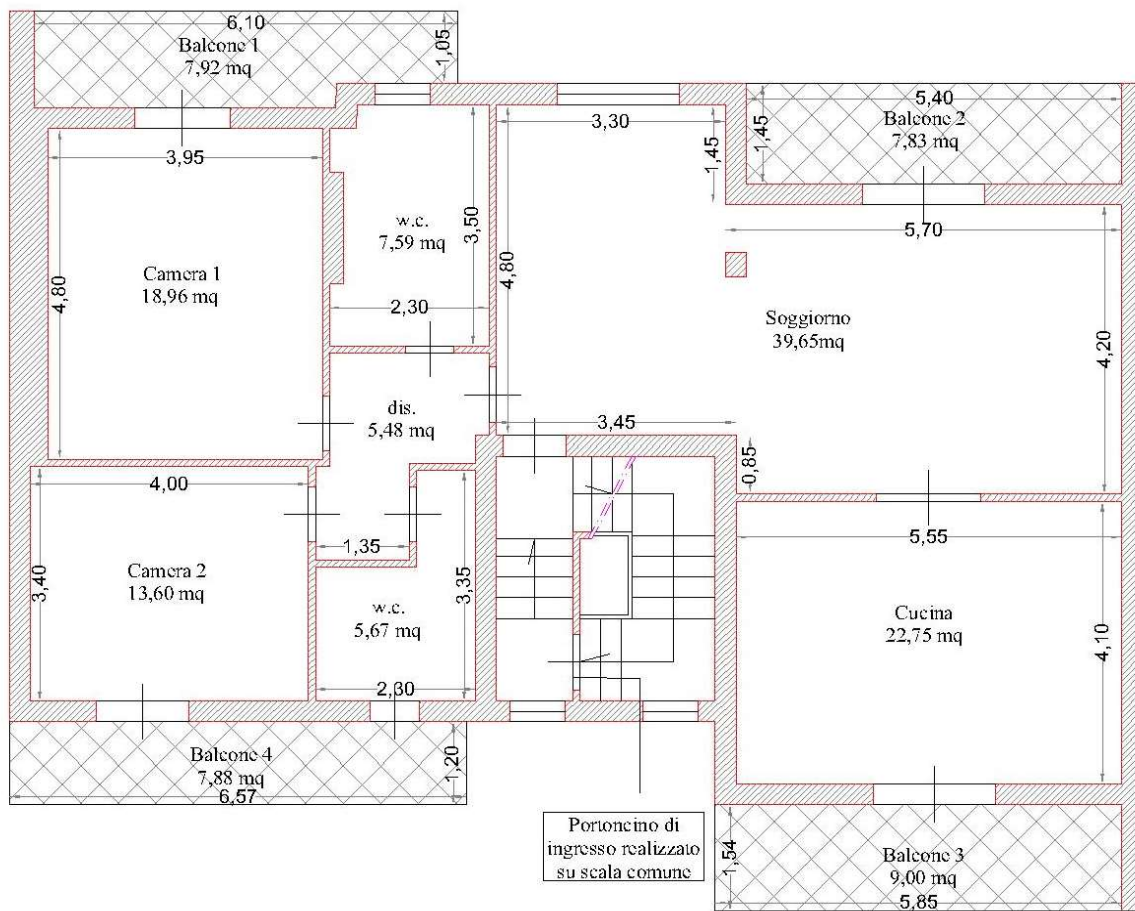 6,10
Balcone 1
7,92 mq
1,05
5,40
Balcone 2
7,83 mq
1,45
3,30
1,45
3,95
w.c.
7,59 mq
3,50
2,30
4,80
Camera 1
18,96 mq
4,80
5,70
Soggiorno
39,65mq
4,20
dis.
5,48 mq
3,45
0,85
4,00
Camera 2
13,60 mq
3,40
1,35
w.c.
5,67 mq
3,35
2,30
5,55
Cucina
22,75 mq
4,10
Balcone 4
7,88 mq
6,57
1,20
Portoncino di
ingresso realizzato
su scala comune
1,54
Balcone 3
9,00 mq
5,85